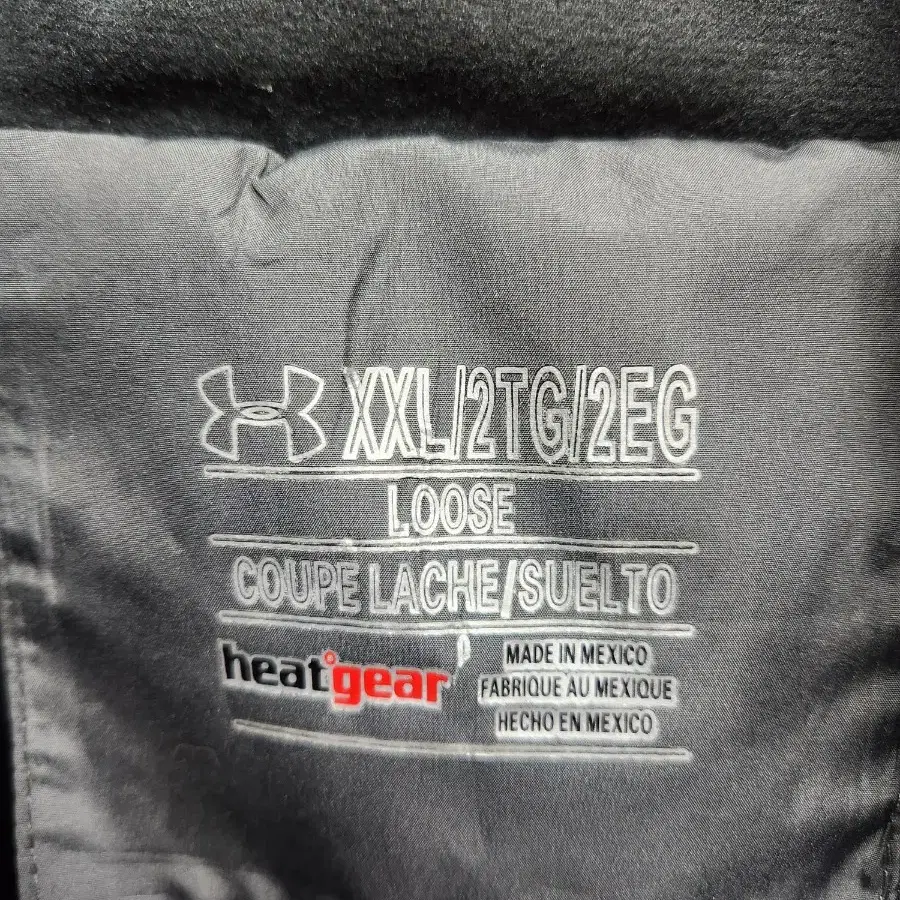 XXL/2TG/2EG
LOOSE
COUPE LACHE/SUELTO
heatgear
MADE IN MEXICO
FABRIQUE AU MEXIQUE
HECHO EN MEXICO